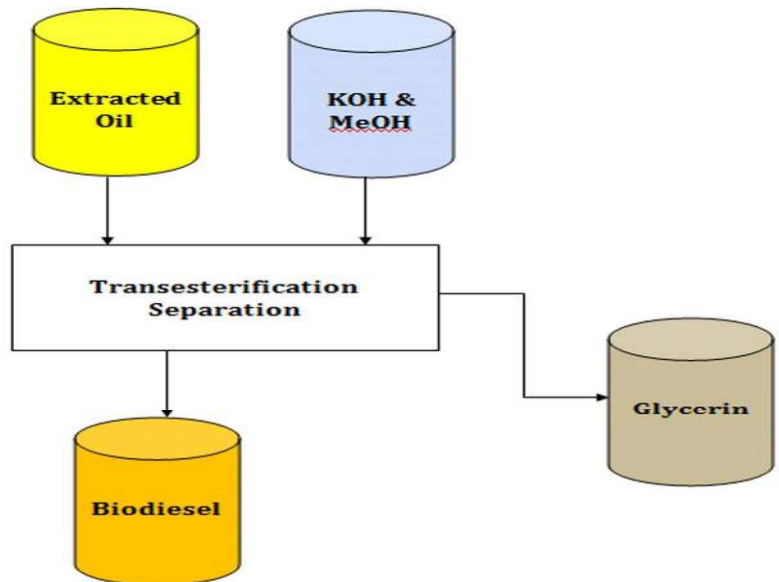 Extracted
Oil
KOH &
MeOH
Transesterification
Separation
Glycerin
Biodiesel